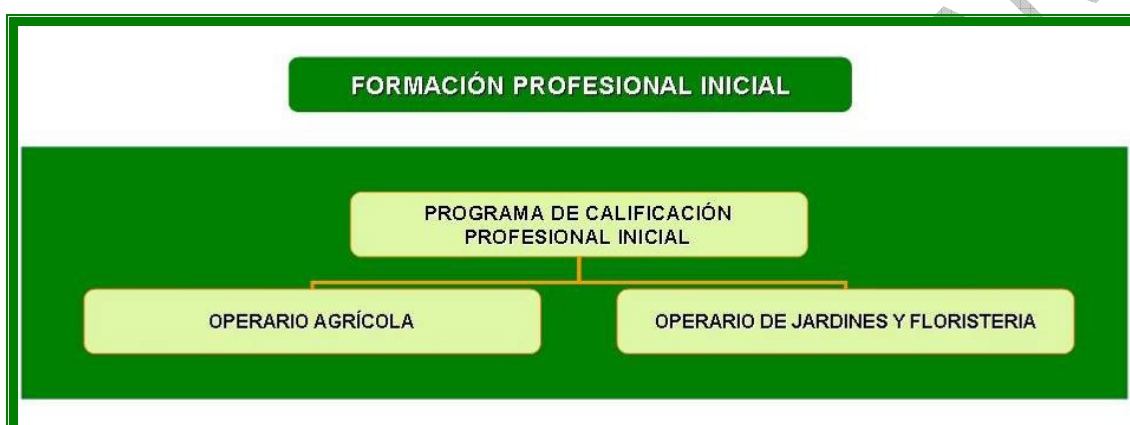 FORMACIÓN PROFESIONAL INICIAL
PROGRAMA DE CALIFICACIÓN
PROFESIONAL INICIAL
OPERARIO AGRÍCOLA
OPERARIO DE JARDINES Y FLORISTERIA